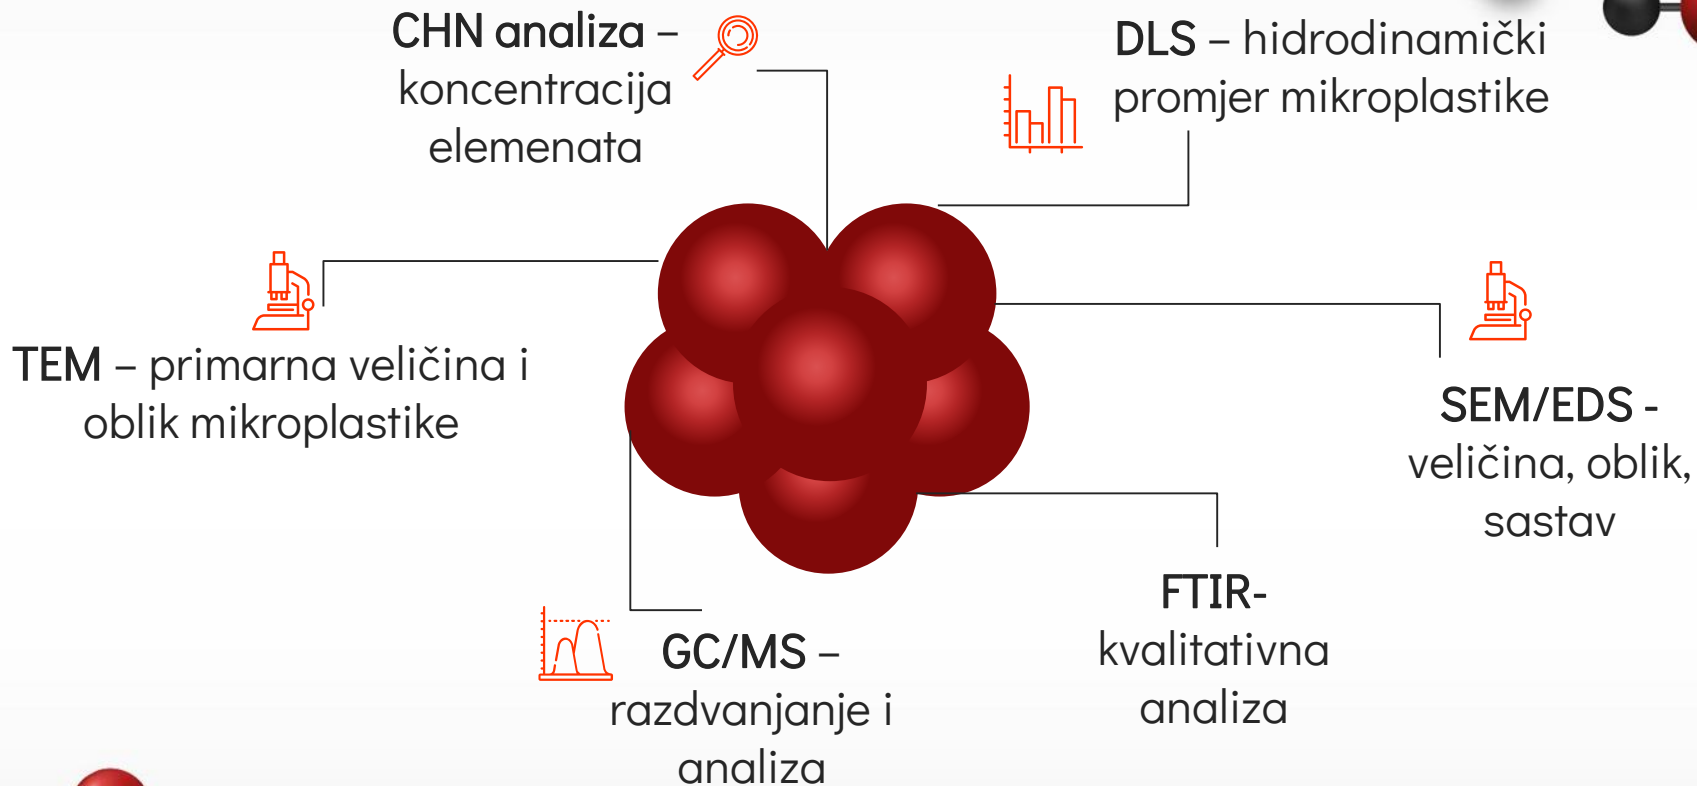 CHN analiza –
koncentracija
elemenata
DLS – hidrodinamički
promjer mikroplastike
TEM – primarna veličina i
oblik mikroplastike
SEM/EDS -
veličina, oblik,
sastav
GC/MS –
razdvanjanje i
analiza
FTIR-
kvalitativna
analiza